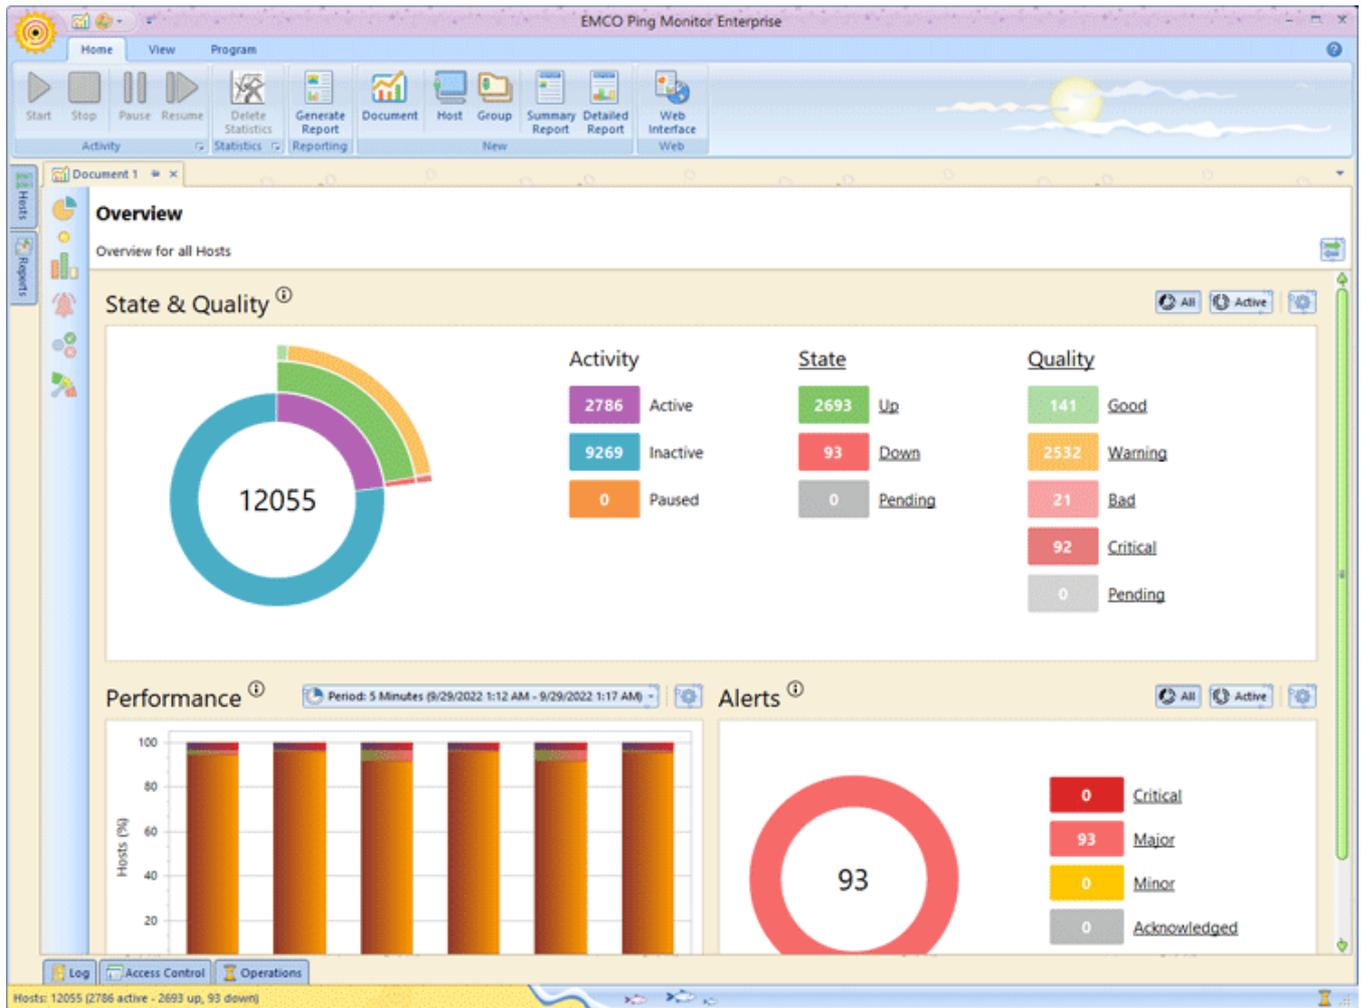 EMCO Ping Monitor Enterprise
Home View Program
Start Stop Pause Resume Delete Statistics Generate Report Document Host Group Summary Report Detailed Report Web Interface
Activity Statistics Reporting New Web
Document 1
Hosts
Reports
Overview
Overview for all Hosts
State & Quality
All Active
12055
Activity State Quality
2786 Active 2693 Up 141 Good
9269 Inactive 93 Down 2532 Warning
0 Paused 0 Pending 21 Bad
92 Critical
0 Pending
Performance Period: 5 Minutes (9/29/2022 1:12 AM - 9/29/2022 1:17 AM)
Alerts All Active
Hosts (%)
100
80
60
40
20
93
0 Critical
93 Major
0 Minor
0 Acknowledged
Log Access Control Operations
Hosts: 12055 (2786 active - 2693 up, 93 down)